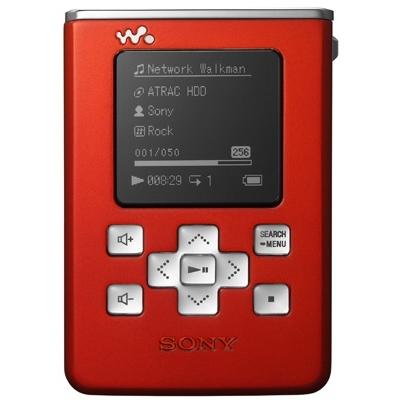 Network Walkman
ATRAC HDD
Sony
Rock
001/050 256
008:29 1
SEARCH
MENU
SONY